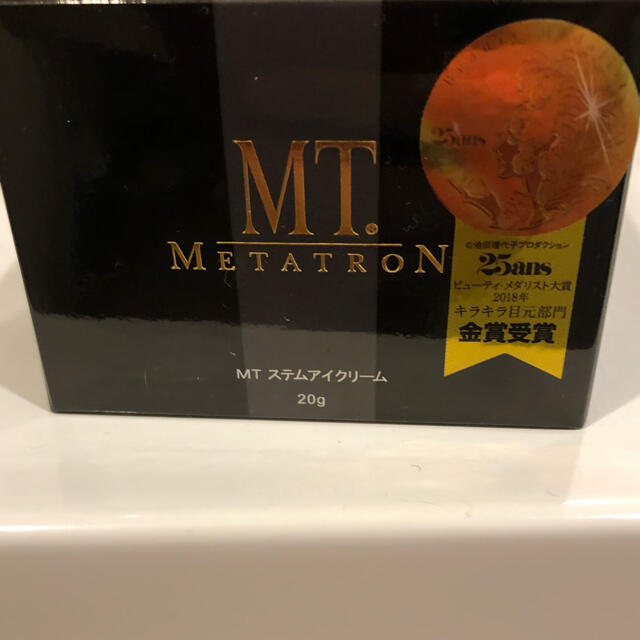 MT.
METATRON
MT ステムアイクリーム
20g
25ans
©池田理代子プロダクション
25ans
ビューティ・メダリスト大賞
2018年
キラキラ目元部門
金賞受賞